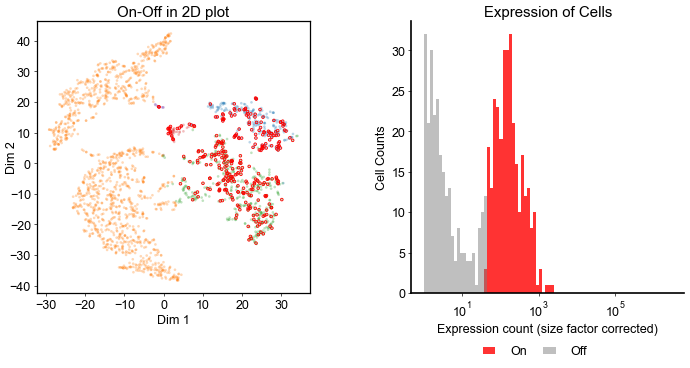 On-Off in 2D plot
40
30
20
10
0
−10
−20
−30
−40
Dim 2
−30 −20 −10 0 10 20 30
Dim 1
Expression of Cells
30
25
20
15
10
5
0
Cell Counts
10^1 10^3 10^5
Expression count (size factor corrected)
On Off